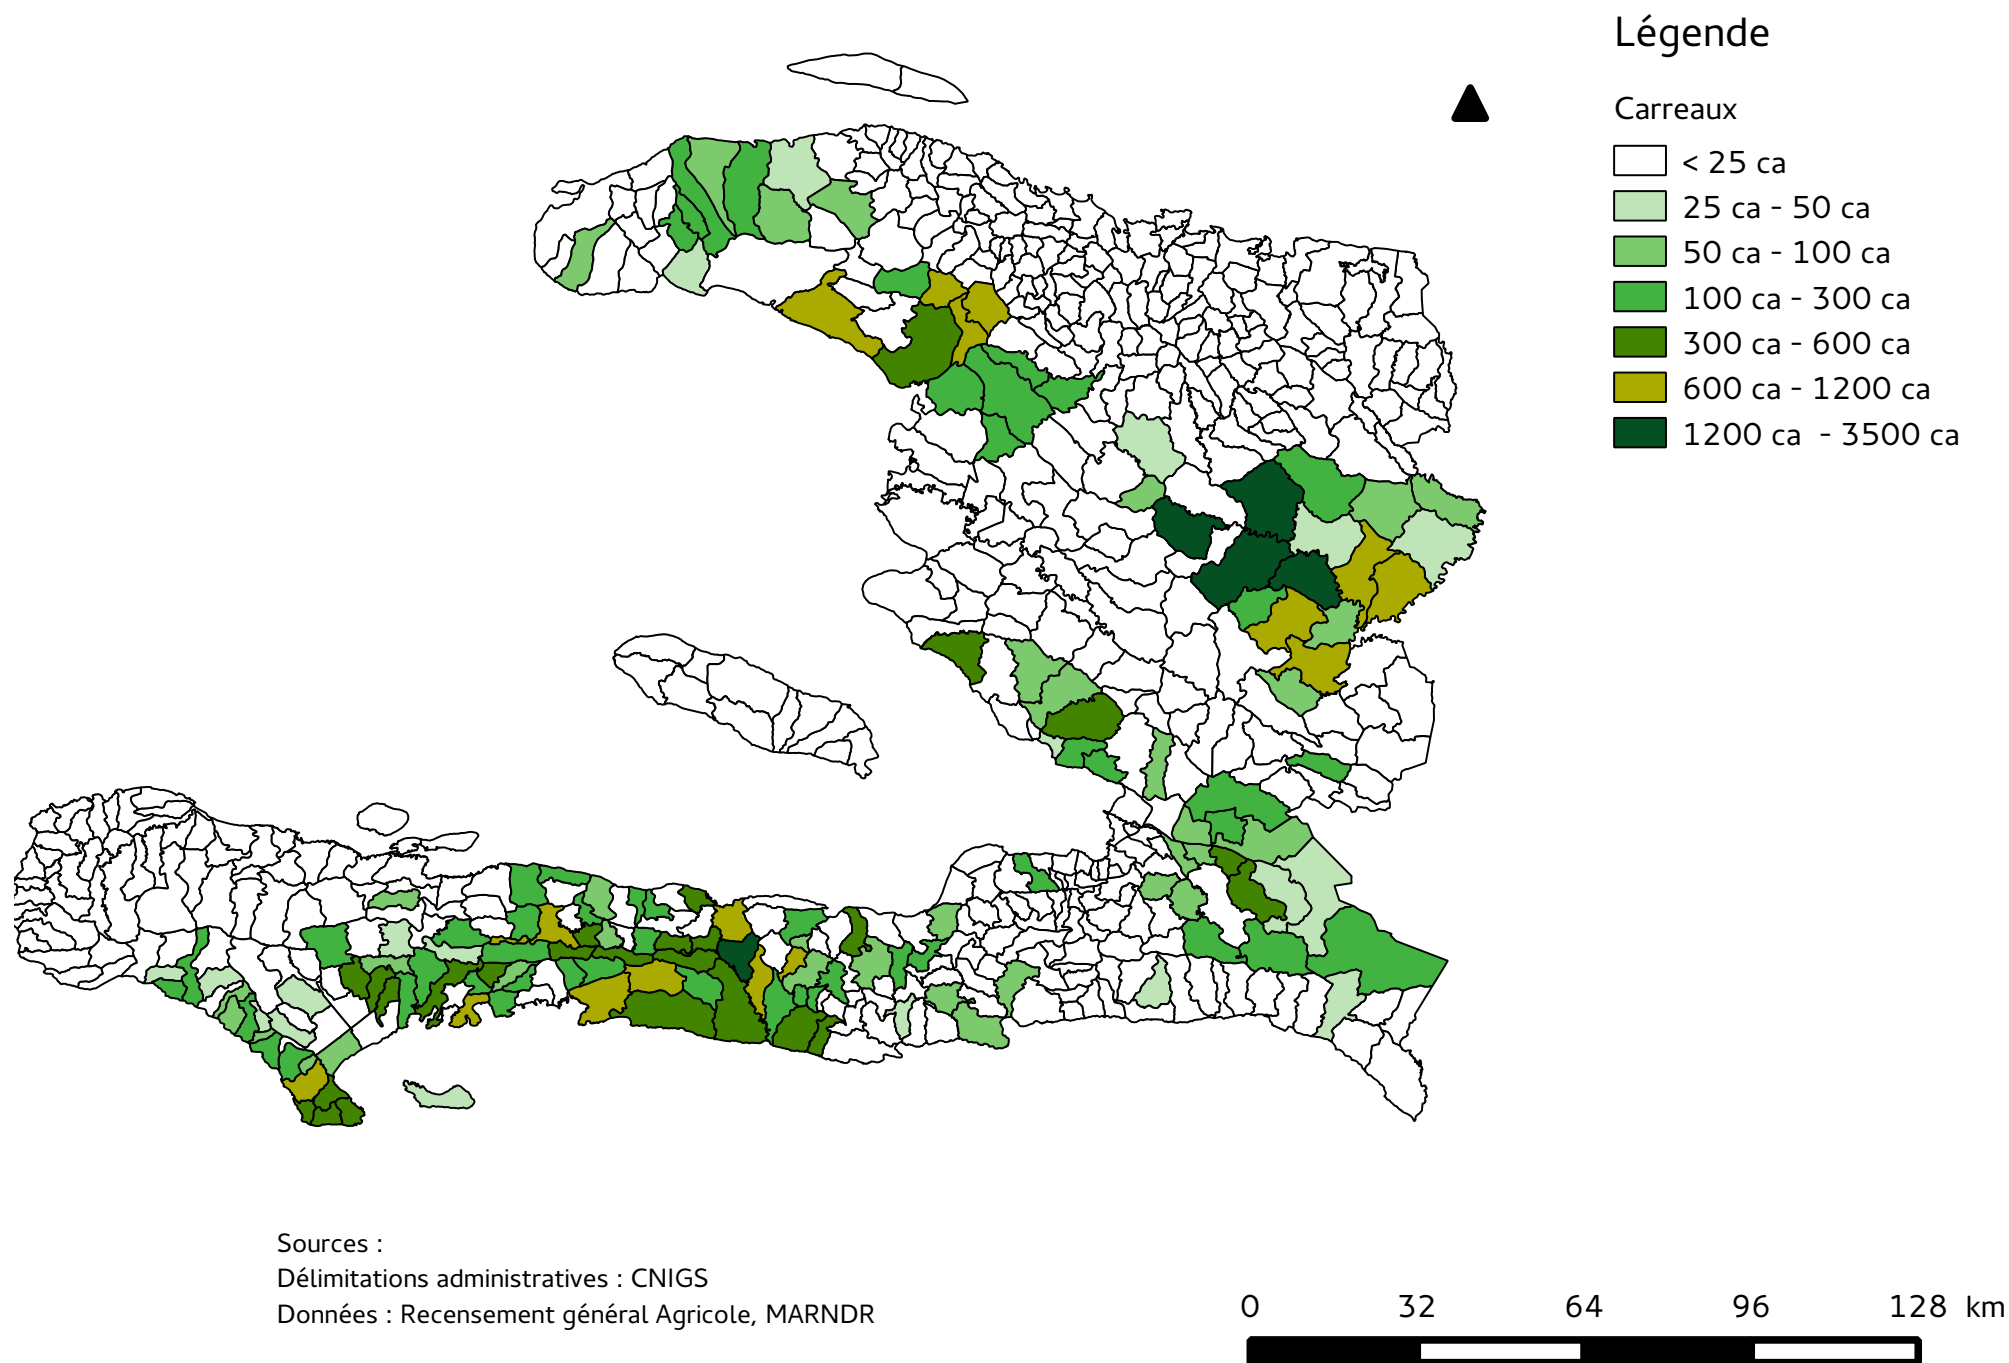 Légende
Carreaux
< 25 ca
25 ca - 50 ca
50 ca - 100 ca
100 ca - 300 ca
300 ca - 600 ca
600 ca - 1200 ca
1200 ca - 3500 ca
Sources :
Délimitations administratives : CNIGS
Données : Recensement général Agricole, MARNDR
0 32 64 96 128 km